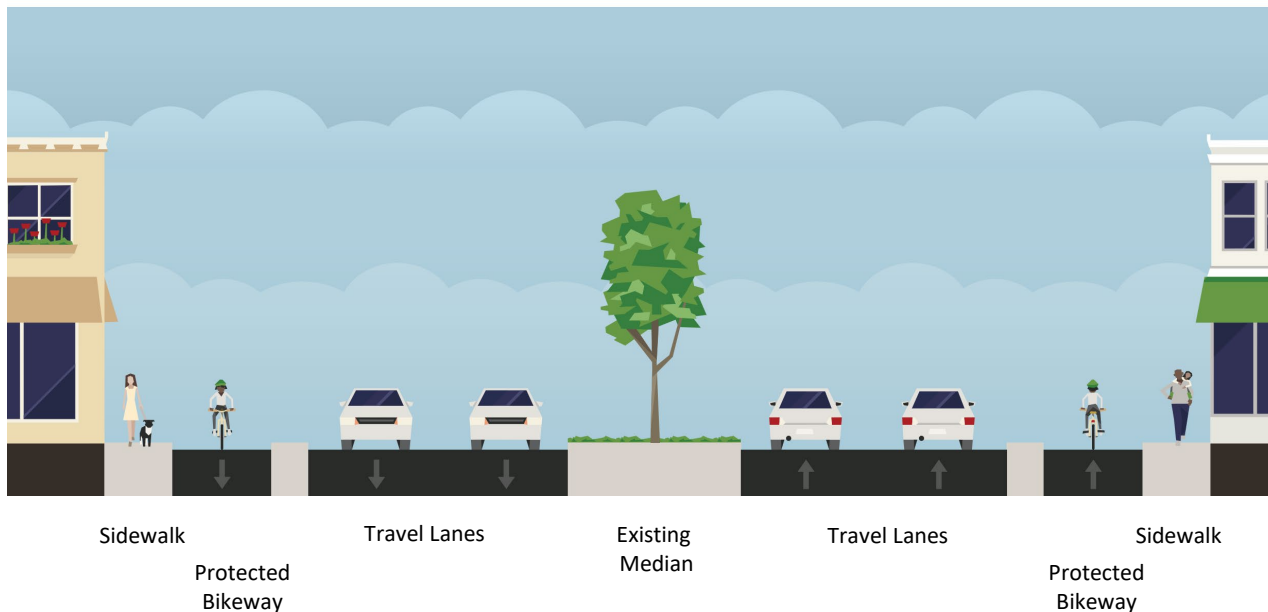 Sidewalk
Protected
Bikeway
Travel Lanes
Existing
Median
Travel Lanes
Protected
Bikeway
Sidewalk